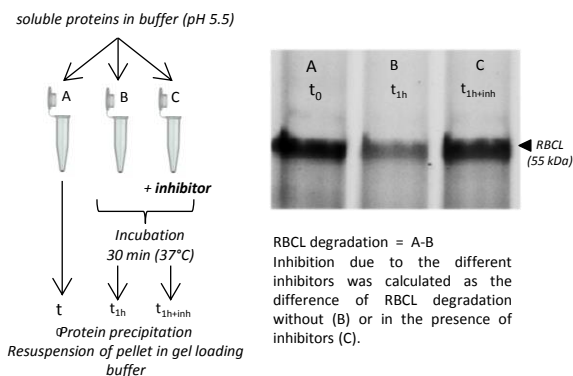 soluble proteins in buffer (pH 5.5)
A
B
C
+ inhibitor
Incubation
30 min (37°C)
t
0
t1h
t1h+inh
Protein precipitation
Resuspension of pellet in gel loading
buffer
A
B
C
t0
t1h
t1h+inh
RBCL
(55 kDa)
RBCL degradation = A-B
Inhibition due to the different
inhibitors was calculated as the
difference of RBCL degradation
without (B) or in the presence of
inhibitors (C).